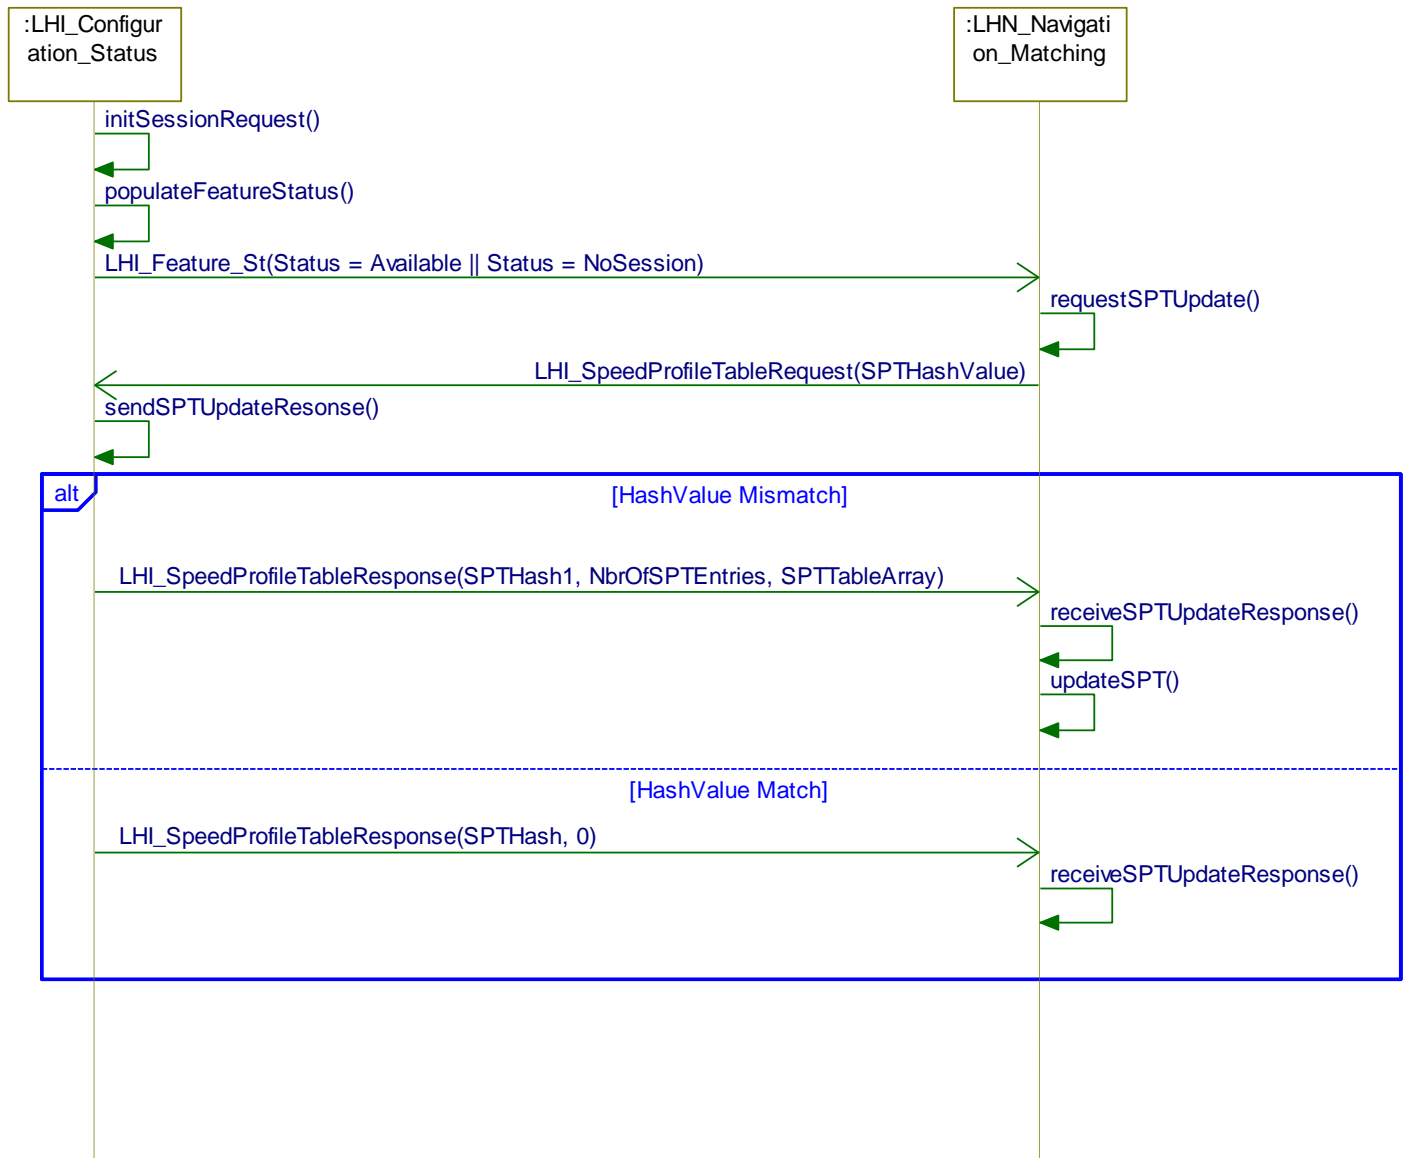 :LHI_Configur
ation_Status
:LHN_Navigati
on_Matching
initSessionRequest()
populateFeatureStatus()
LHI_Feature_St(Status = Available || Status = NoSession)
requestSPTUpdate()
LHI_SpeedProfileTableRequest(SPTHashValue)
sendSPTUpdateResonse()
alt
[HashValue Mismatch]
LHI_SpeedProfileTableResponse(SPTHash1, NbrOfSPTEntries, SPTTableArray)
receiveSPTUpdateResponse()
updateSPT()
[HashValue Match]
LHI_SpeedProfileTableResponse(SPTHash, 0)
receiveSPTUpdateResponse()